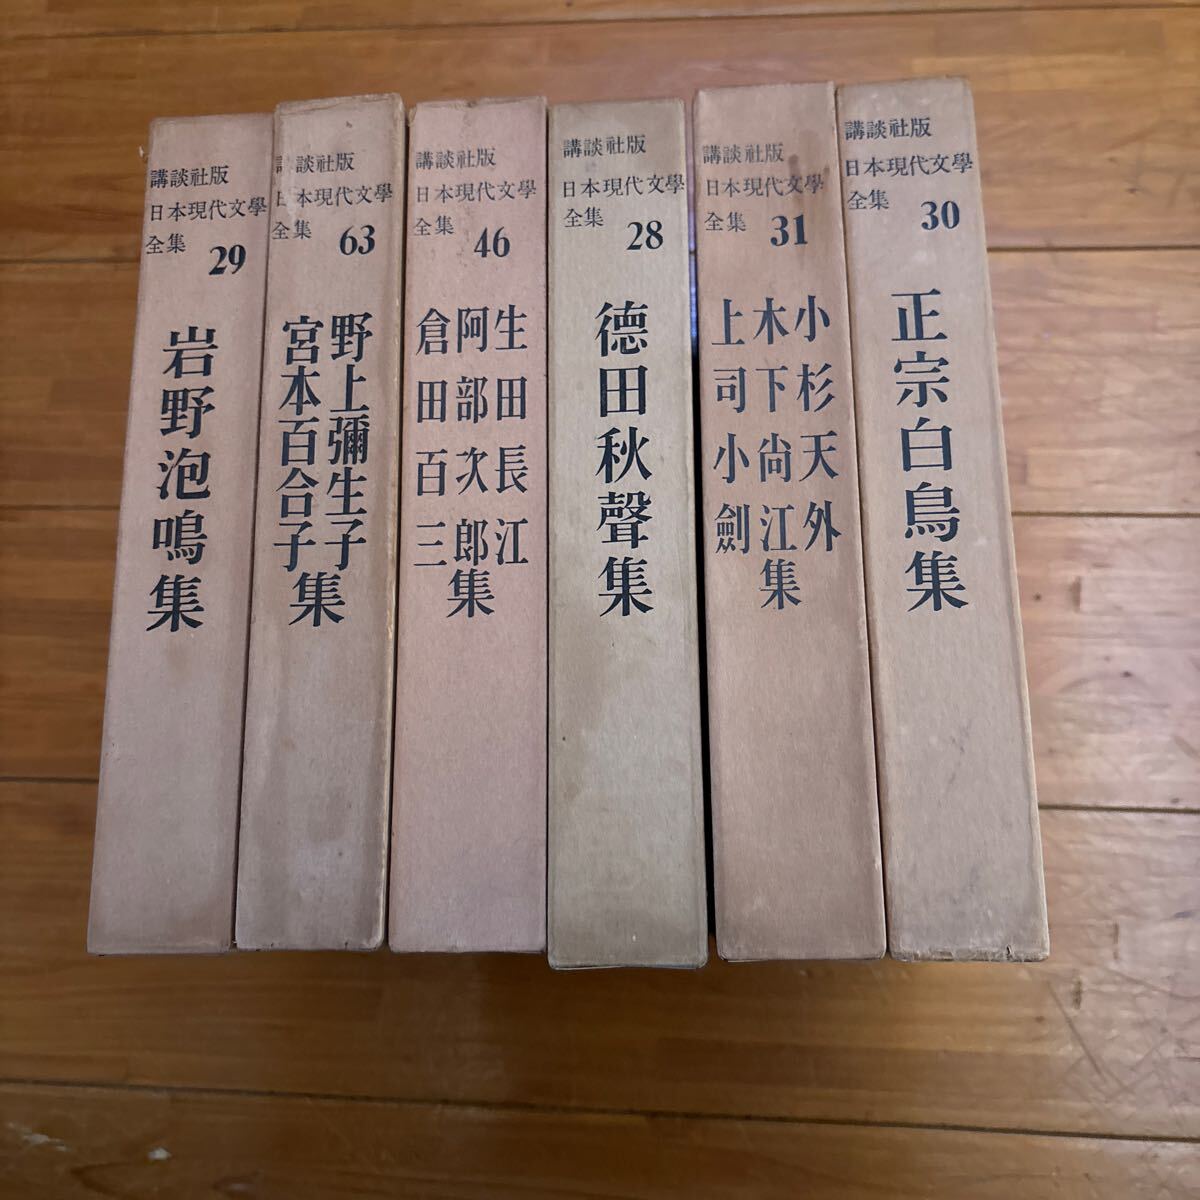 講談社版
日本現代文學
全集 29
岩野泡鳴集
講談社版
日本現代文學
全集 63
野上彌生子
宮本百合子
集
講談社版
日本現代文學
全集 46
生田長江
阿部次郎
倉田百三
集
講談社版
日本現代文學
全集 28
德田秋聲集
講談社版
日本現代文學
全集 31
小杉天外
木下尙江
上司小劍
集
講談社版
日本現代文學
全集 30
正宗白鳥集